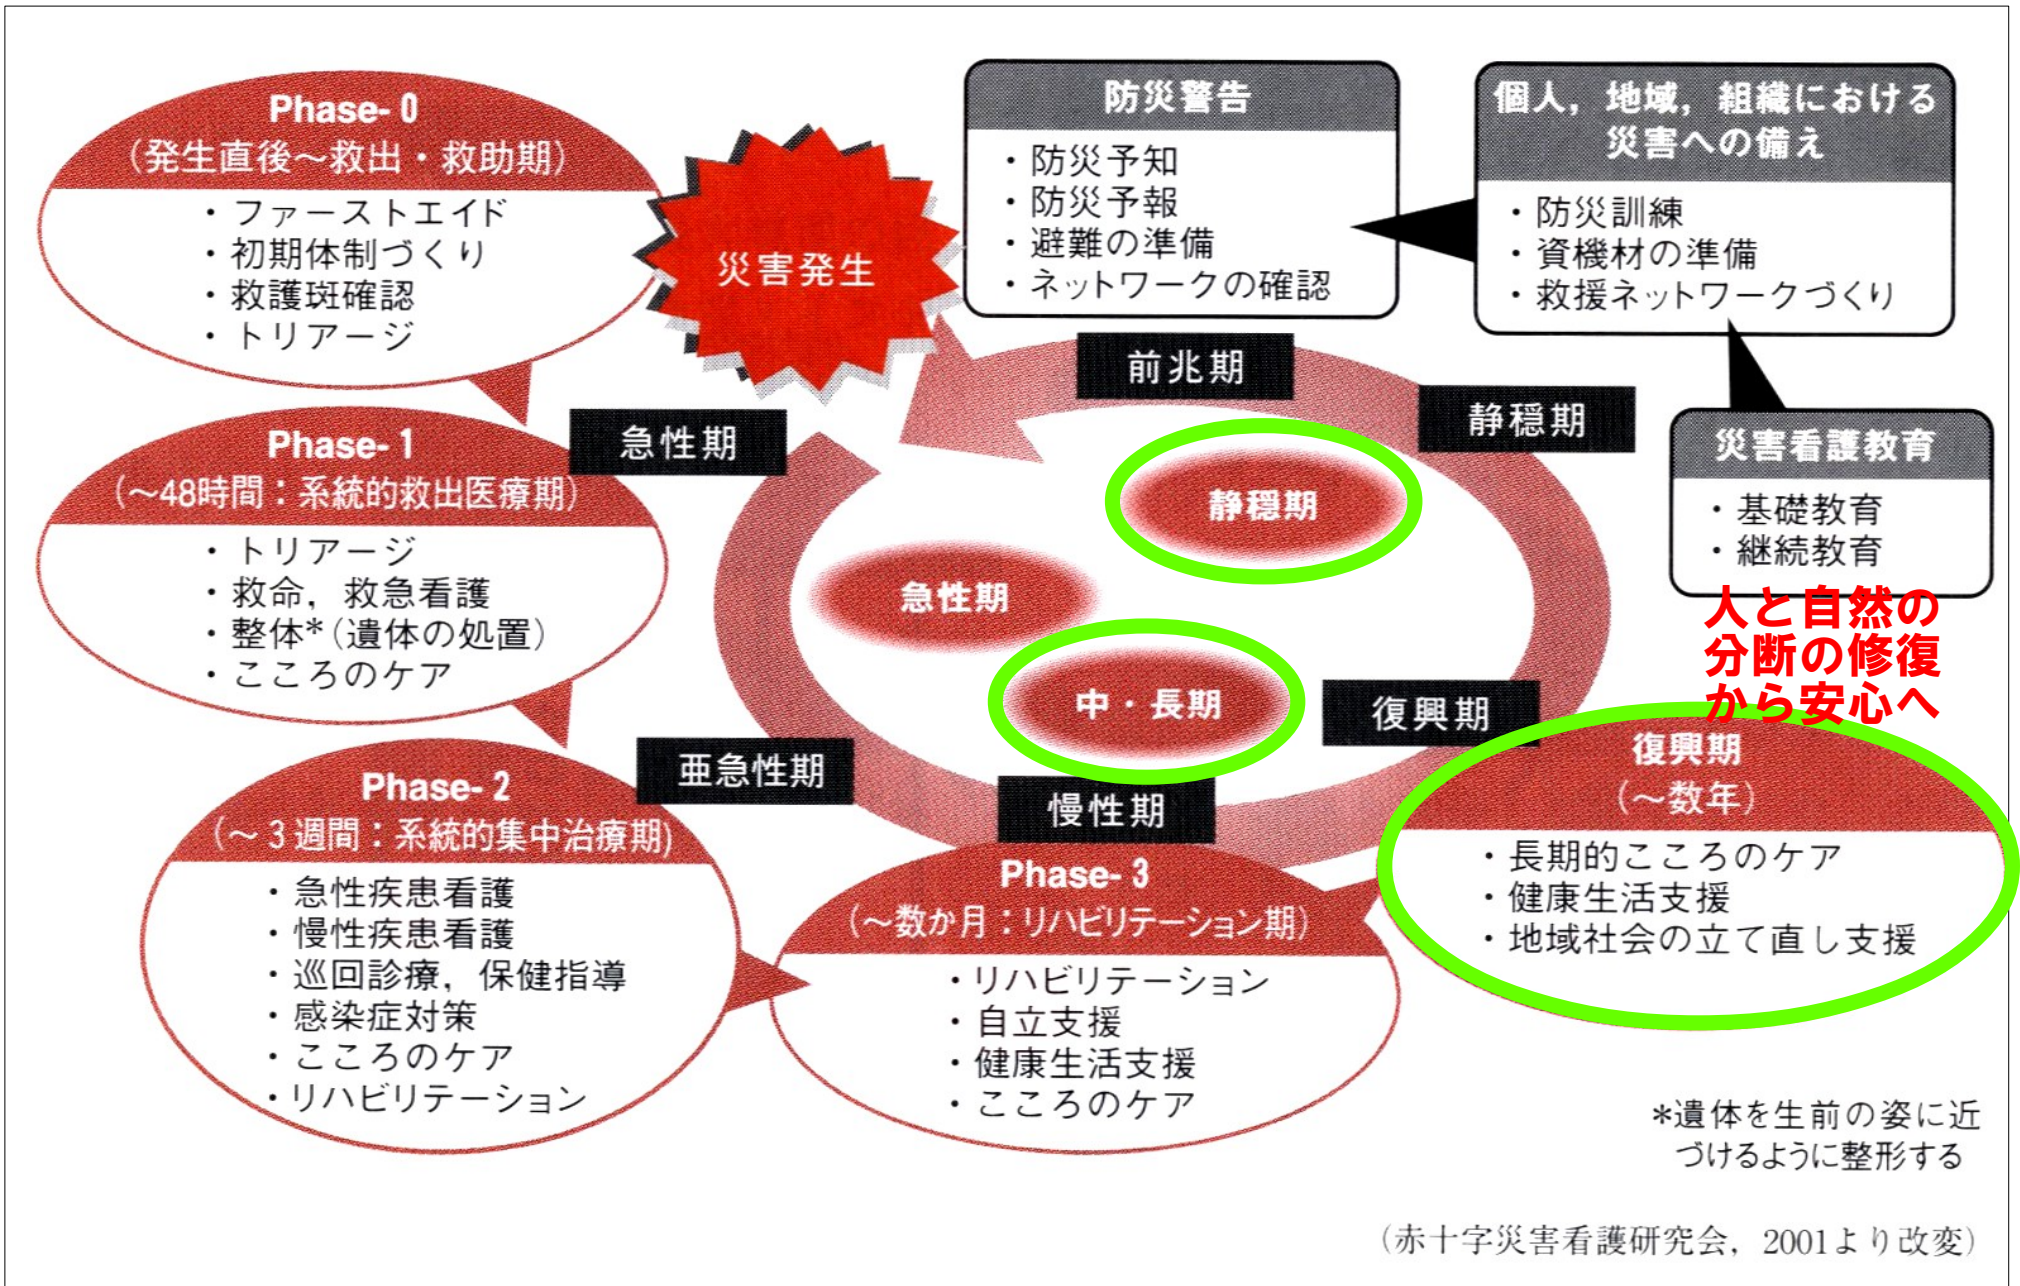 Phase- 0
(発生直後〜救出・救助期)
・ファーストエイド
・初期体制づくり
・救護斑確認
・トリアージ
災害発生
防災警告
・防災予知
・防災予報
・避難の準備
・ネットワークの確認
個人，地域，組織における
災害への備え
・防災訓練
・資機材の準備
・救援ネットワークづくり
災害看護教育
・基礎教育
・継続教育
前兆期
静穏期
急性期
静穏期
急性期
中・長期
Phase- 1
(〜48時間：系統的救出医療期)
・トリアージ
・救命，救急看護
・整体*(遺体の処置)
・こころのケア
亜急性期
慢性期
復興期
Phase- 2
(〜3週間：系統的集中治療期)
・急性疾患看護
・慢性疾患看護
・巡回診療，保健指導
・感染症対策
・こころのケア
・リハビリテーション
Phase- 3
(〜数か月：リハビリテーション期)
・リハビリテーション
・自立支援
・健康生活支援
・こころのケア
人と自然の
分断の修復
から安心へ
復興期
(〜数年)
・長期的こころのケア
・健康生活支援
・地域社会の立て直し支援
*遺体を生前の姿に近
づけるように整形する
(赤十字災害看護研究会，2001より改変)